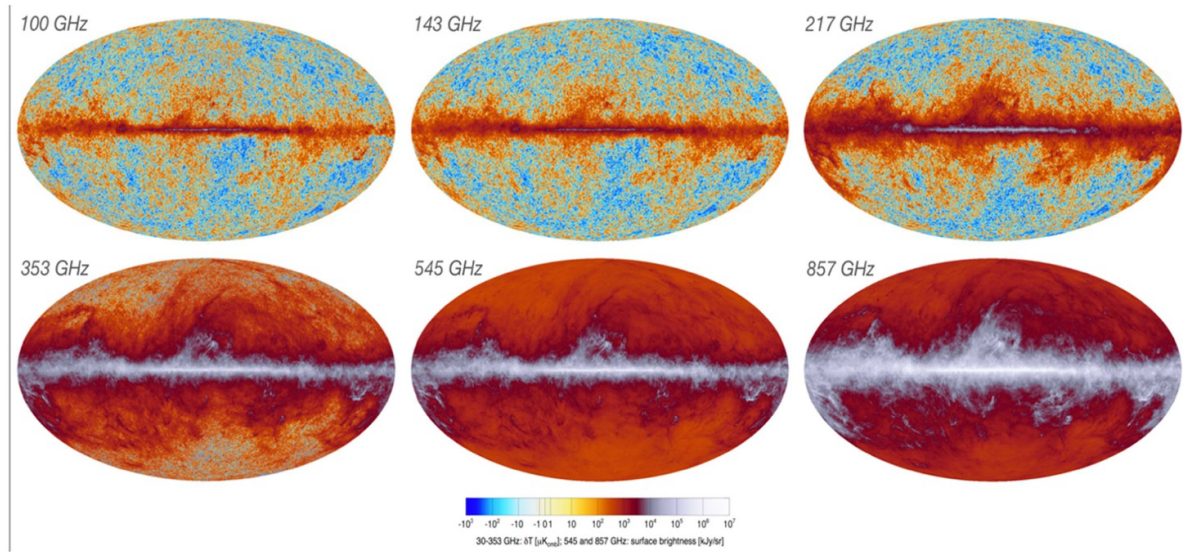 100 GHz 143 GHz 217 GHz
353 GHz 545 GHz 857 GHz
-10³ -10² -10 -1 0 1 10 10² 10³ 10⁴ 10⁵ 10⁶ 10⁷
30-353 GHz: δT [μK_CMB]; 545 and 857 GHz: surface brightness [kJy/sr]